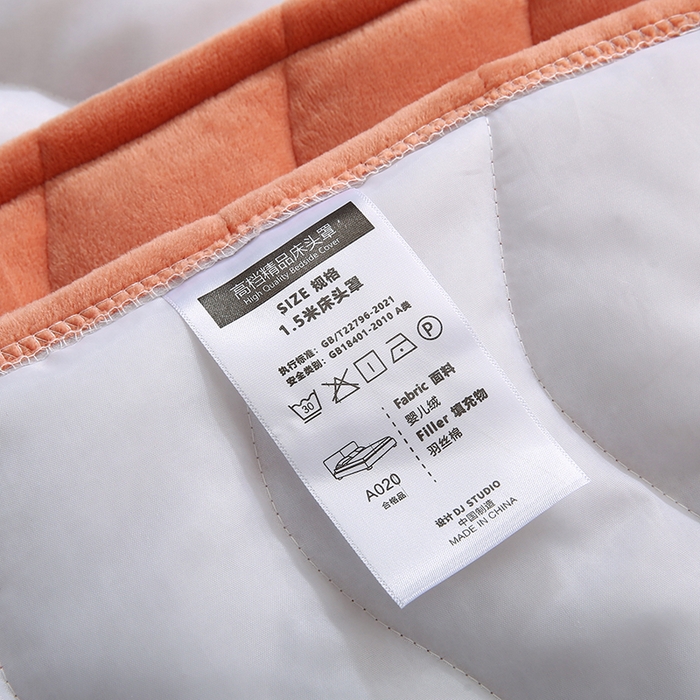 高档精品床头罩
High Quality Bedside Cover
SIZE 规格
1.5米床头罩
执行标准：GB/T22796-2021
安全类别：GB18401-2010 A类
30
P
Fabric 面料
婴儿绒
Filler 填充物
羽丝棉
A020
合格品
设计 DJ STUDIO
中国制造
MADE IN CHINA